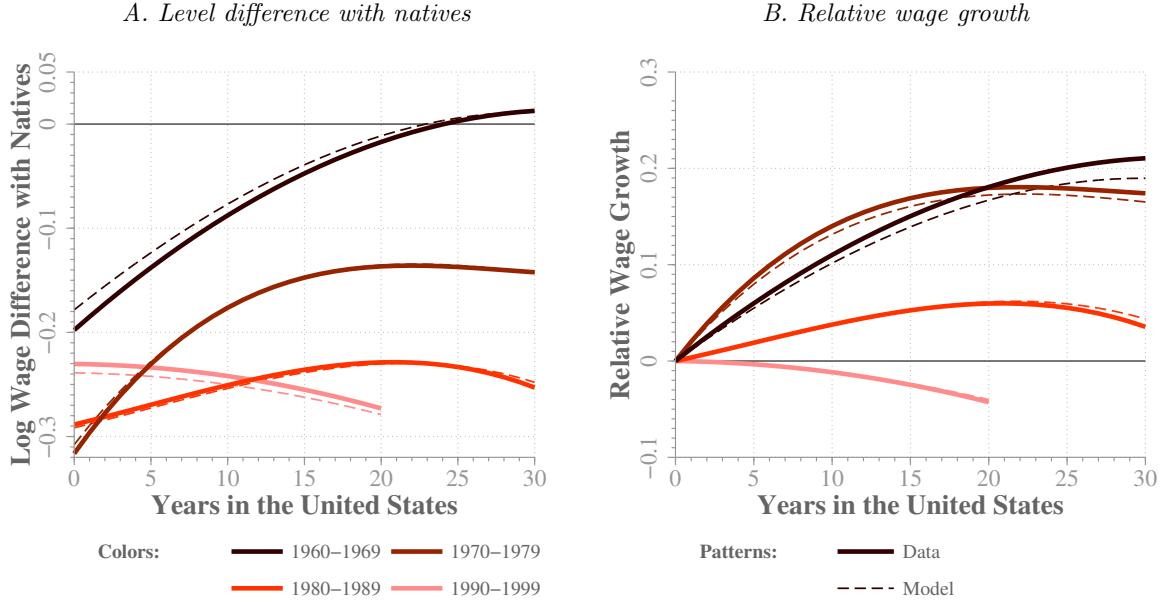 A. Level difference with natives
B. Relative wage growth
Log Wage Difference with Natives
0.05
0
−0.1
−0.2
−0.3
0 5 10 15 20 25 30
Years in the United States
Relative Wage Growth
0.3
0.2
0.1
0
−0.1
0 5 10 15 20 25 30
Years in the United States
Colors:
1960−1969
1970−1979
1980−1989
1990−1999
Patterns:
Data
Model